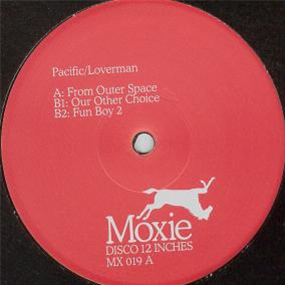 Pacific/Loverman
A: From Outer Space
B1: Our Other Choice
B2: Fun Boy 2
Moxie
DISCO 12 INCHES
MX 019 A